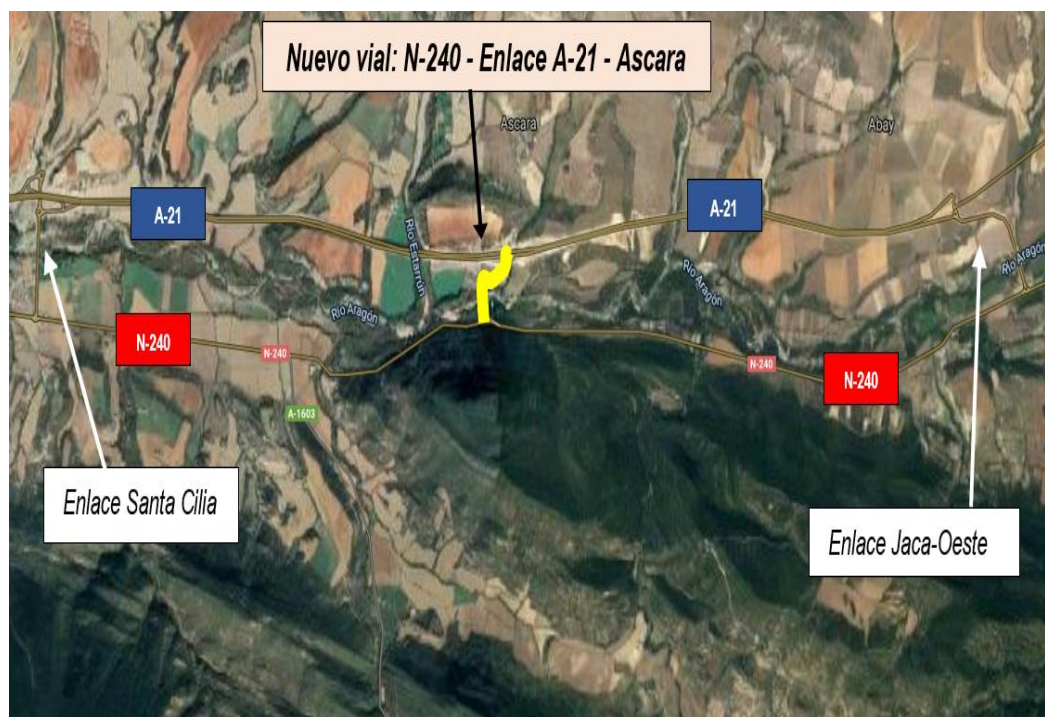 Nuevo vial: N-240 - Enlace A-21 - Ascara
Ascara
Abay
A-21
A-21
Río Estarrún
Río Aragón
Río Aragón
Río Aragón
N-240
N-240
N-240
N-240
A-1603
Enlace Santa Cilia
Enlace Jaca-Oeste